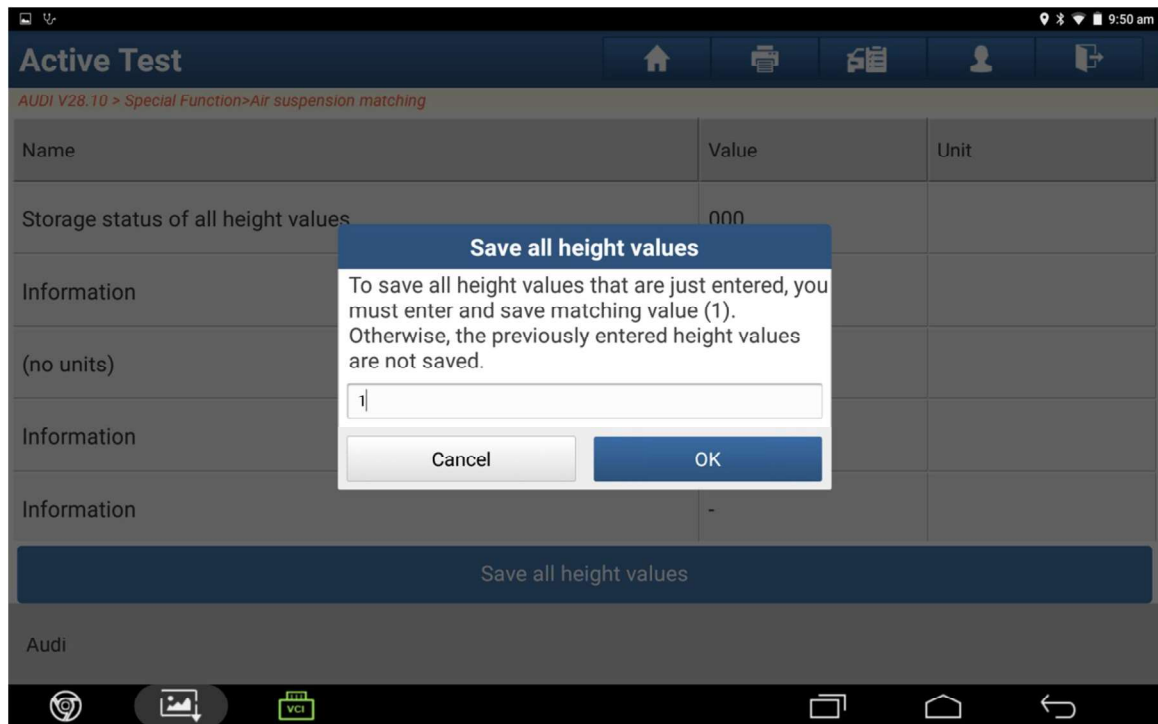 9:50 am
Active Test
AUDI V28.10 > Special Function>Air suspension matching
Name Value Unit
Storage status of all height values 000
Save all height values
To save all height values that are just entered, you
must enter and save matching value (1).
Otherwise, the previously entered height values
are not saved.
1
Cancel OK
Information
(no units)
Information
Information -
Save all height values
Audi
VCI